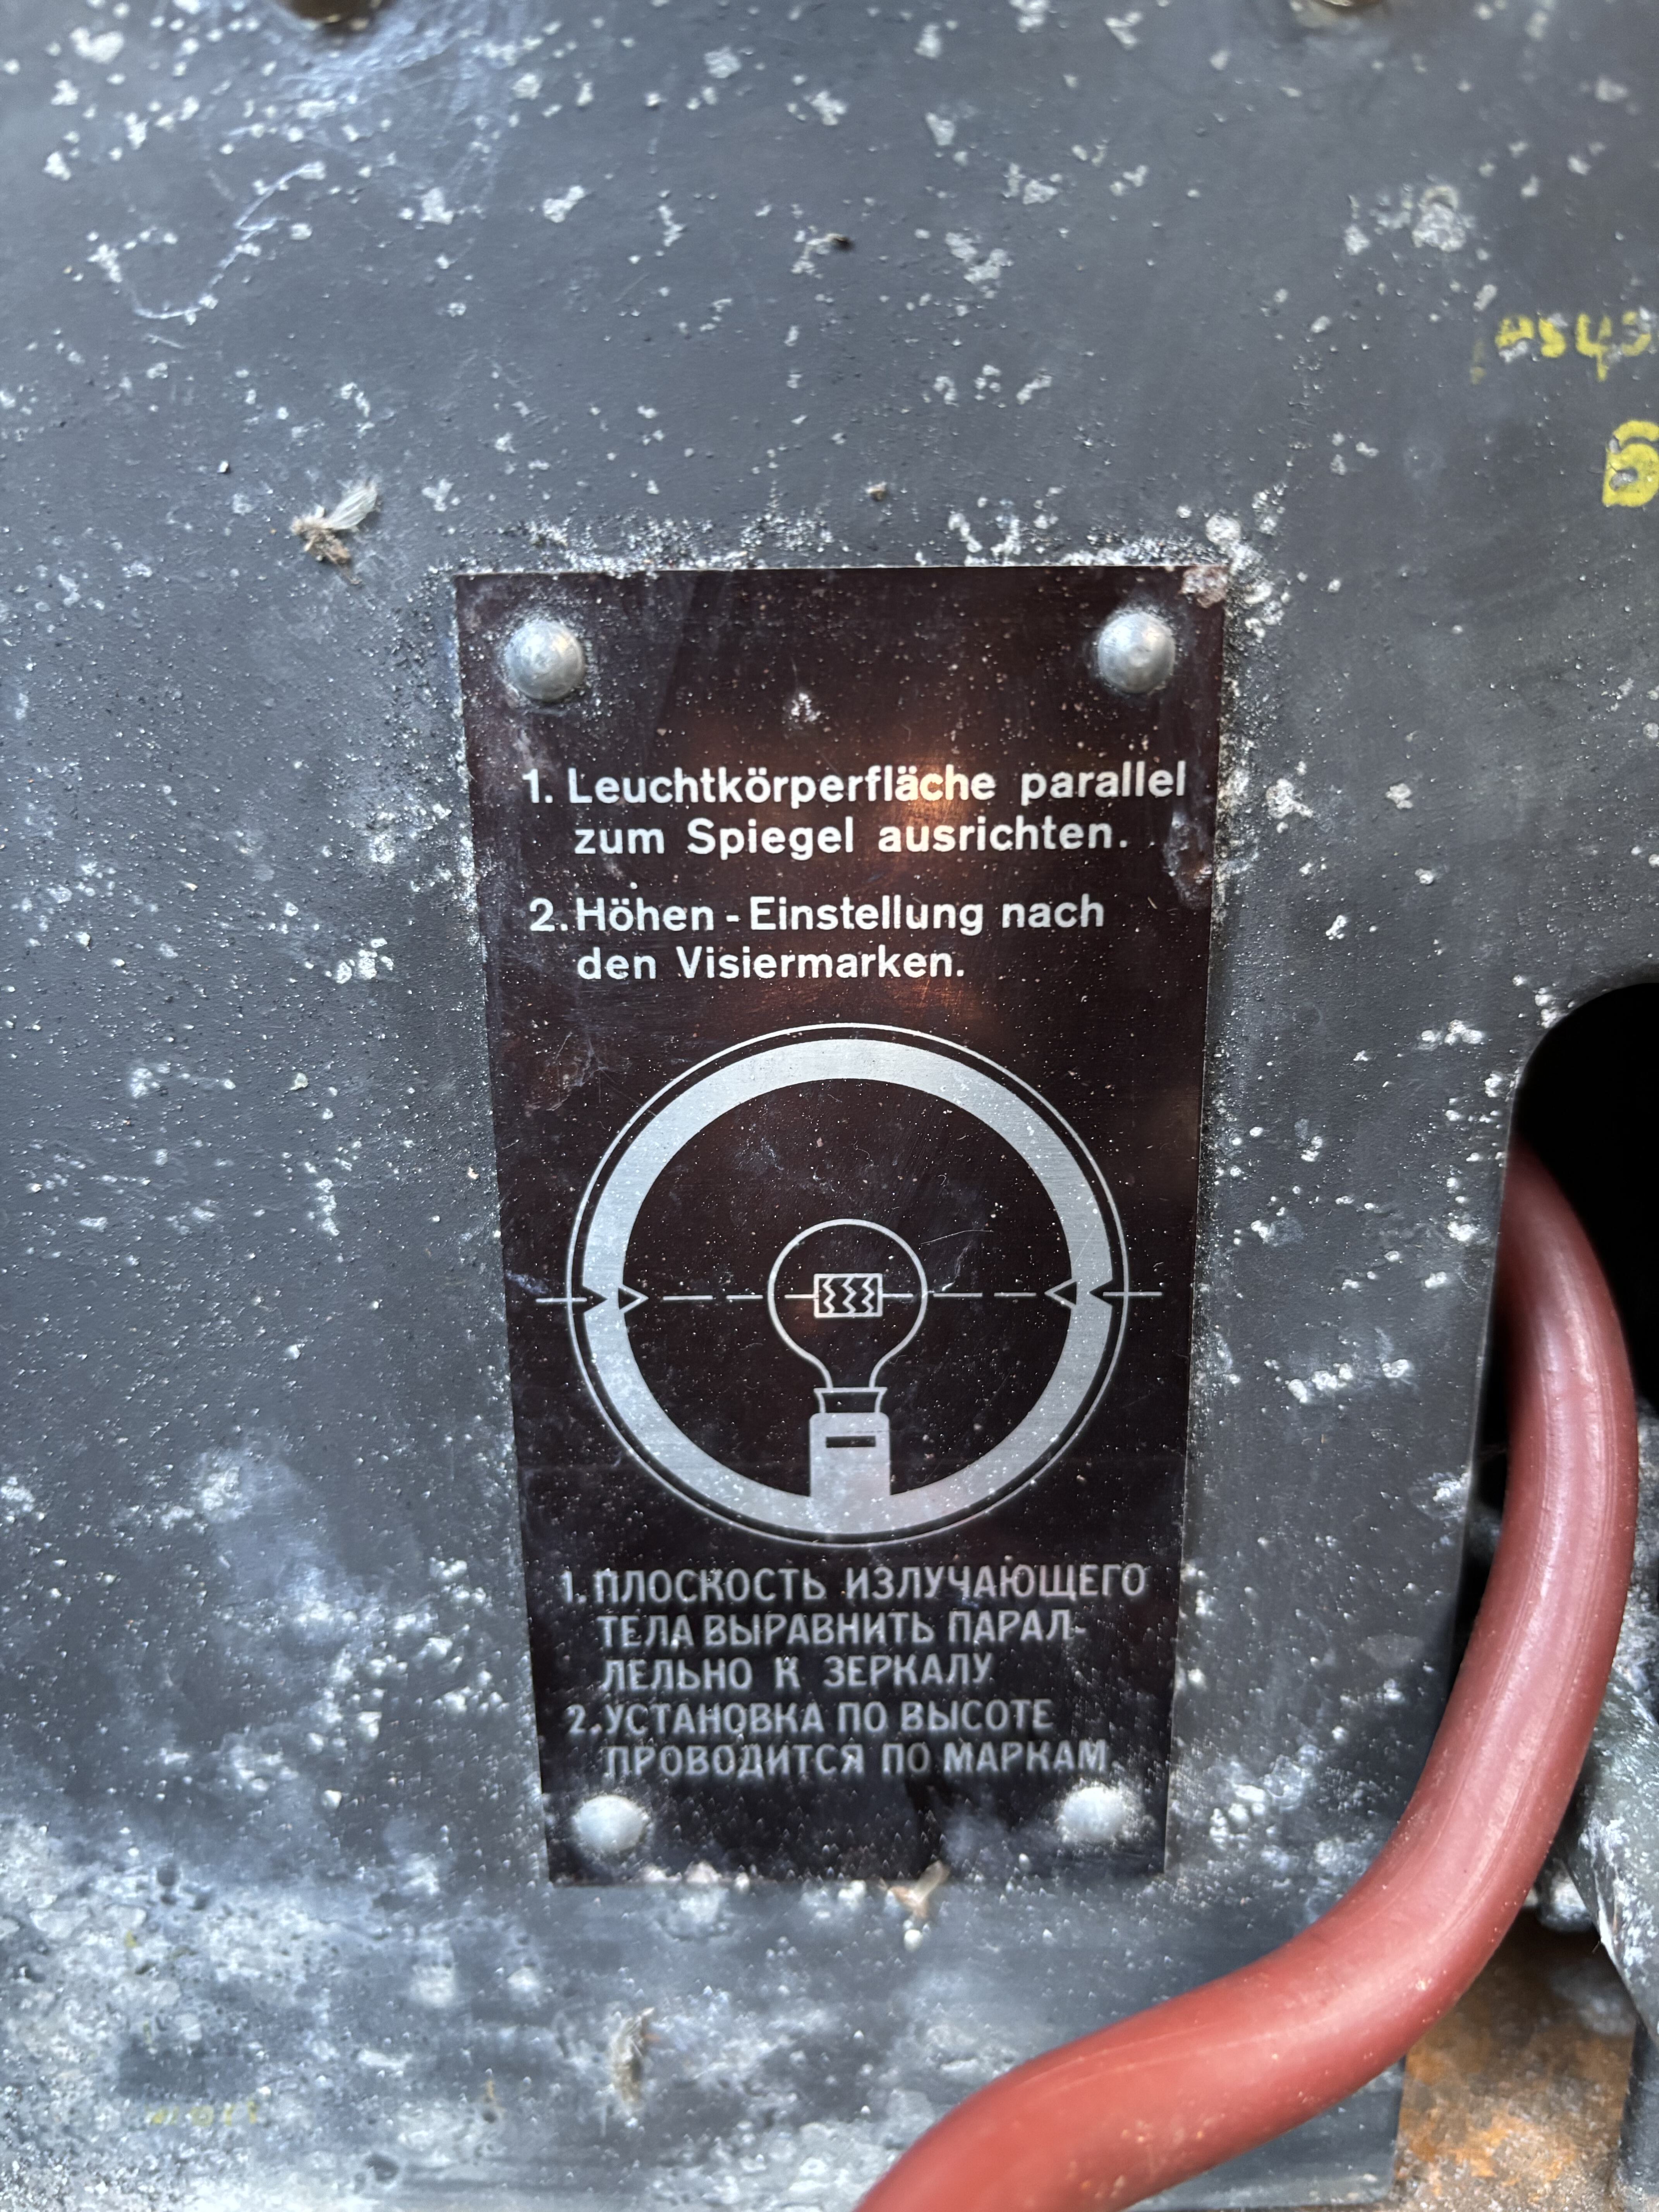 1. Leuchtkörperfläche parallel
zum Spiegel ausrichten.
2. Höhen-Einstellung nach
den Visiermarken.
1. ПЛОСКОСТЬ ИЗЛУЧАЮЩЕГО
ТЕЛА ВЫРАВНИТЬ ПАРАЛ-
ЛЕЛЬНО К ЗЕРКАЛУ
2. УСТАНОВКА ПО ВЫСОТЕ
ПРОВОДИТСЯ ПО МАРКАМ.